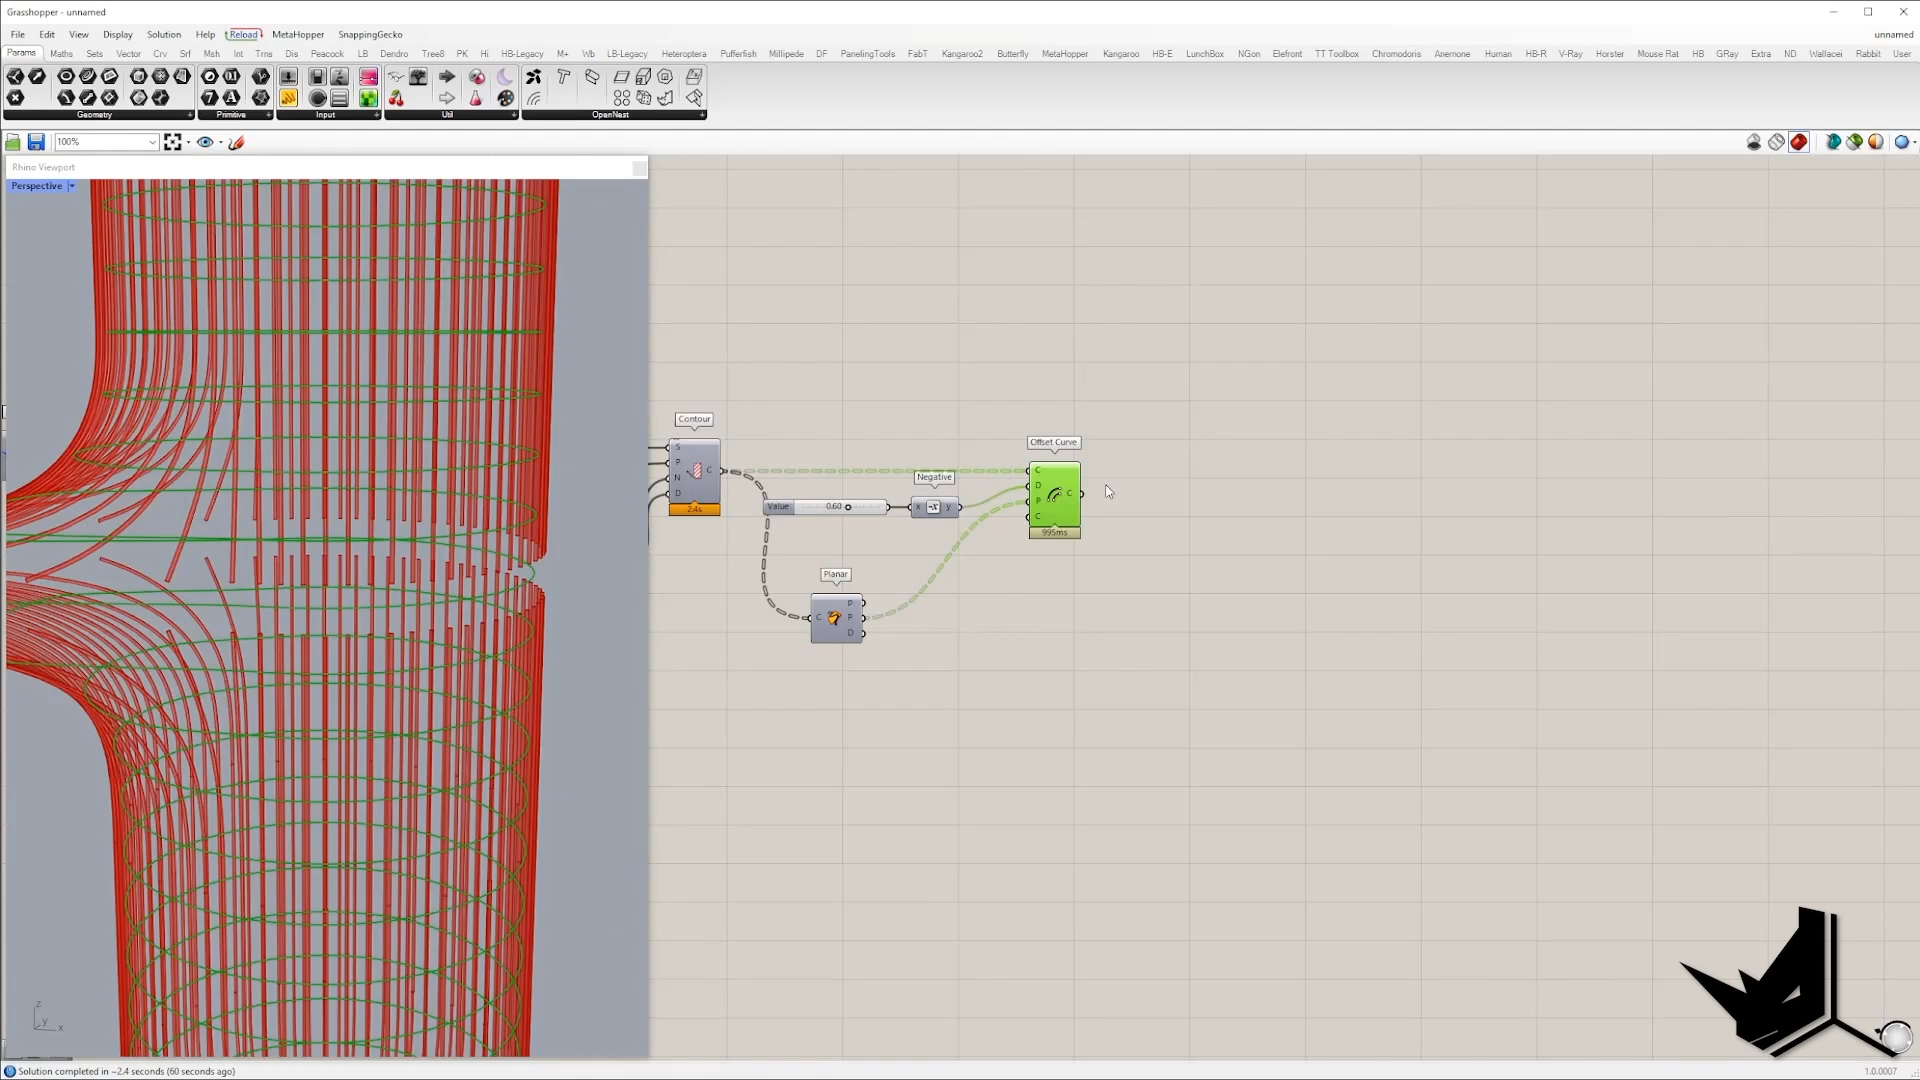 Grasshopper - unnamed
File Edit View Display Solution Help Reload MetaHopper SnappingGecko
unnamed
Params Maths Sets Vector Crv Srf Msh Int Trns Dis Peacock LB Dendro Tree8 PK Hi HB-Legacy M+ Wb LB-Legacy Heteroptera Pufferfish Millipede DF PanelingTools FabT Kangaroo2 Butterfly MetaHopper Kangaroo HB-E LunchBox NGon Elefront TT Toolbox Chromodoris Anemone Human HB-R V-Ray Horster Mouse Rat HB GRay Extra ND Wallacei Rabbit User
Geometry Primitive Input Util OpenNest
100%
Rhino Viewport
Perspective
Contour
S
P
N
D
C
2.4s
Value 0.60
Negative
x -x y
Offset Curve
C
D
P
C
C
995ms
Planar
C
p
P
D
z
y
x
Solution completed in ~2.4 seconds (60 seconds ago)
1.0.0007